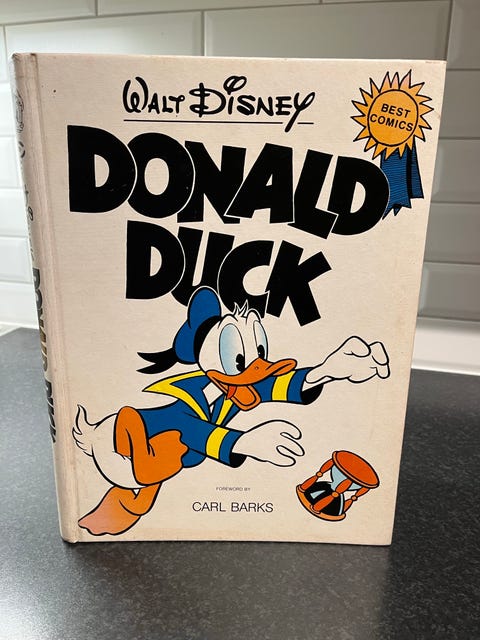 WALT DISNEY
BEST
COMICS
DONALD
DUCK
FOREWORD BY
CARL BARKS